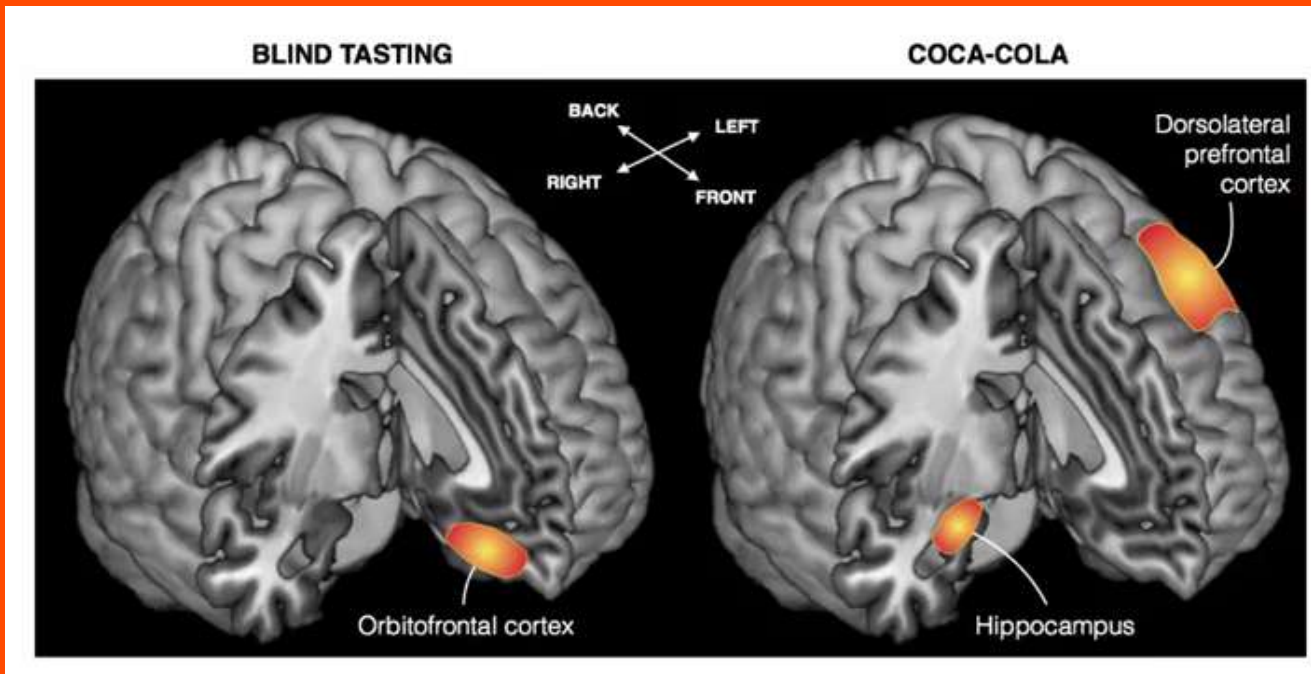 BLIND TASTING
COCA-COLA
BACK
LEFT
RIGHT
FRONT
Dorsolateral
prefrontal
cortex
Orbitofrontal cortex
Hippocampus